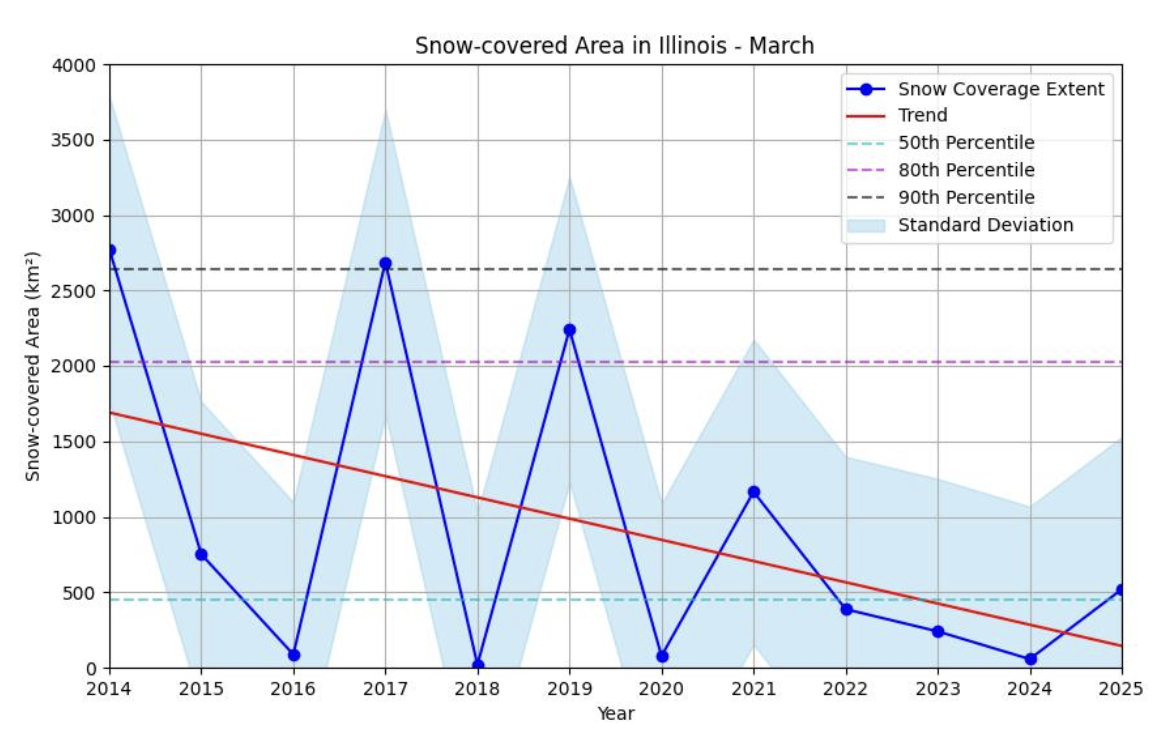 Snow-covered Area in Illinois - March
Snow-covered Area (km²)
4000
3500
3000
2500
2000
1500
1000
500
0
Snow Coverage Extent
Trend
50th Percentile
80th Percentile
90th Percentile
Standard Deviation
2014 2015 2016 2017 2018 2019 2020 2021 2022 2023 2024 2025
Year